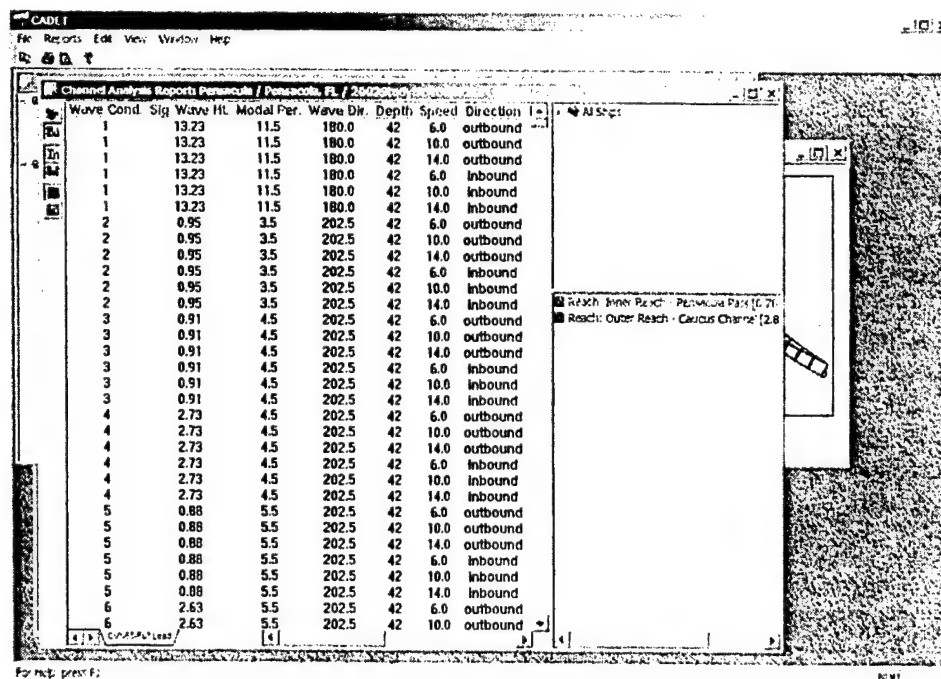 CADET
File Reports Edit View Window Help
Channel Analysis Reports Pensacola / Pensacola, FL /
Wave Cond. Sig Wave Ht. Modal Per. Wave Dir. Depth Speed Direction
1 13.23 11.5 180.0 42 6.0 outbound
1 13.23 11.5 180.0 42 10.0 outbound
1 13.23 11.5 180.0 42 14.0 outbound
1 13.23 11.5 180.0 42 6.0 inbound
1 13.23 11.5 180.0 42 10.0 inbound
1 13.23 11.5 180.0 42 14.0 inbound
2 0.95 3.5 202.5 42 6.0 outbound
2 0.95 3.5 202.5 42 10.0 outbound
2 0.95 3.5 202.5 42 14.0 outbound
2 0.95 3.5 202.5 42 6.0 inbound
2 0.95 3.5 202.5 42 10.0 inbound
2 0.95 3.5 202.5 42 14.0 inbound
3 0.91 4.5 202.5 42 6.0 outbound
3 0.91 4.5 202.5 42 10.0 outbound
3 0.91 4.5 202.5 42 14.0 outbound
3 0.91 4.5 202.5 42 6.0 inbound
3 0.91 4.5 202.5 42 10.0 inbound
3 0.91 4.5 202.5 42 14.0 inbound
4 2.73 4.5 202.5 42 6.0 outbound
4 2.73 4.5 202.5 42 10.0 outbound
4 2.73 4.5 202.5 42 14.0 outbound
4 2.73 4.5 202.5 42 6.0 inbound
4 2.73 4.5 202.5 42 10.0 inbound
4 2.73 4.5 202.5 42 14.0 inbound
5 0.88 5.5 202.5 42 6.0 outbound
5 0.88 5.5 202.5 42 10.0 outbound
5 0.88 5.5 202.5 42 14.0 outbound
5 0.88 5.5 202.5 42 6.0 inbound
5 0.88 5.5 202.5 42 10.0 inbound
5 0.88 5.5 202.5 42 14.0 inbound
6 2.63 5.5 202.5 42 6.0 outbound
6 2.63 5.5 202.5 42 10.0 outbound
All Ships
Reach: Inner Reach - Pensacola Pass [0.7
Reach: Outer Reach - Caucus Channel [2.8
For Help, press F1
NUM